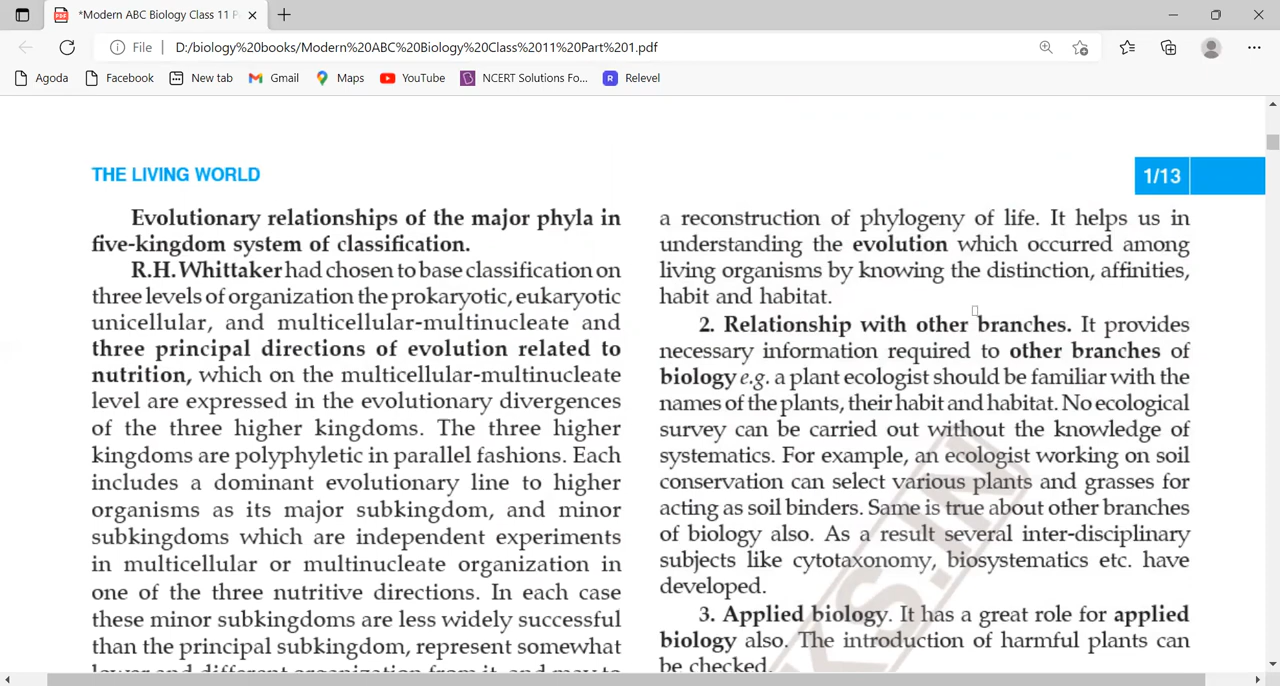 *Modern ABC Biology Class 11 P
File
D:/biology%20books/Modern%20ABC%20Biology%20Class%2011%20Part%201.pdf
Agoda
Facebook
New tab
Gmail
Maps
YouTube
NCERT Solutions Fo...
Relevel
THE LIVING WORLD
1/13
Evolutionary relationships of the major phyla in
five-kingdom system of classification.
R.H. Whittaker had chosen to base classification on
three levels of organization the prokaryotic, eukaryotic
unicellular, and multicellular-multinucleate and
three principal directions of evolution related to
nutrition, which on the multicellular-multinucleate
level are expressed in the evolutionary divergences
of the three higher kingdoms. The three higher
kingdoms are polyphyletic in parallel fashions. Each
includes a dominant evolutionary line to higher
organisms as its major subkingdom, and minor
subkingdoms which are independent experiments
in multicellular or multinucleate organization in
one of the three nutritive directions. In each case
these minor subkingdoms are less widely successful
than the principal subkingdom, represent somewhat
lower and different organization from it, and may to
a reconstruction of phylogeny of life. It helps us in
understanding the evolution which occurred among
living organisms by knowing the distinction, affinities,
habit and habitat.
2. Relationship with other branches. It provides
necessary information required to other branches of
biology e.g. a plant ecologist should be familiar with the
names of the plants, their habit and habitat. No ecological
survey can be carried out without the knowledge of
systematics. For example, an ecologist working on soil
conservation can select various plants and grasses for
acting as soil binders. Same is true about other branches
of biology also. As a result several inter-disciplinary
subjects like cytotaxonomy, biosystematics etc. have
developed.
3. Applied biology. It has a great role for applied
biology also. The introduction of harmful plants can
be checked.
KS.IN